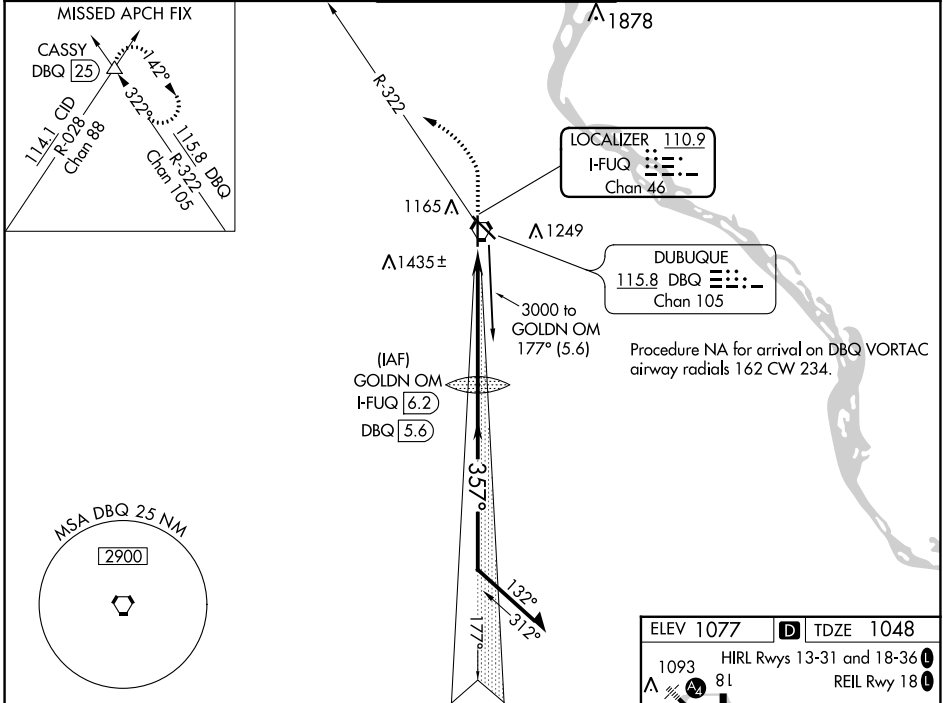 MISSED APCH FIX
CASSY
DBQ 25
142°
322°
114.1 CID
R-028
Chan 88
115.8 DBQ
R-322
Chan 105
1878
R-322
LOCALIZER 110.9
I-FUQ
Chan 46
1165
1249
1435±
DUBUQUE
115.8 DBQ
Chan 105
3000 to
GOLDN OM
177° (5.6)
Procedure NA for arrival on DBQ VORTAC
airway radials 162 CW 234.
(IAF)
GOLDN OM
I-FUQ 6.2
DBQ 5.6
357°
MSA DBQ 25 NM
2900
132°
312°
177°
ELEV 1077 D TDZE 1048
HIRL Rwys 13-31 and 18-36 L
REIL Rwy 18 L
1093
A4
18